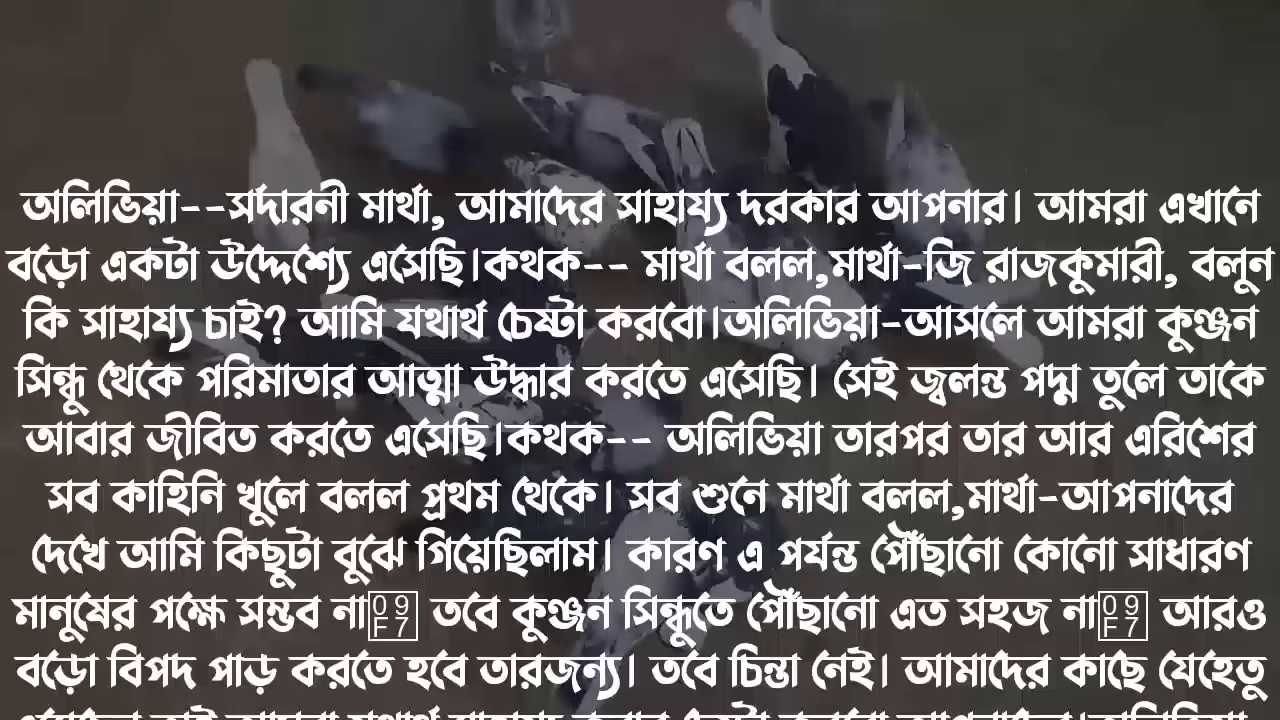 অলিভিয়া--সর্দারনী মার্থা, আমাদের সাহায্য দরকার আপনার। আমরা এখানে
বড়ো একটা উদ্দেশ্যে এসেছি।কথক-- মার্থা বলল,মার্থা-জি রাজকুমারী, বলুন
কি সাহায্য চাই? আমি যথার্থ চেষ্টা করবো।অলিভিয়া-আসলে আমরা কুঞ্জন
সিন্ধু থেকে পরিমাতার আত্মা উদ্ধার করতে এসেছি। সেই জ্বলন্ত পদ্ম তুলে তাকে
আবার জীবিত করতে এসেছি।কথক-- অলিভিয়া তারপর তার আর এরিশের
সব কাহিনি খুলে বলল প্রথম থেকে। সব শুনে মার্থা বলল,মার্থা-আপনাদের
দেখে আমি কিছুটা বুঝে গিয়েছিলাম। কারণ এ পর্যন্ত পৌঁছানো কোনো সাধারণ
মানুষের পক্ষে সম্ভব না৷ তবে কুঞ্জন সিন্ধুতে পৌঁছানো এত সহজ না৷ আরও
বড়ো বিপদ পাড় করতে হবে তারজন্য। তবে চিন্তা নেই। আমাদের কাছে যেহেতু